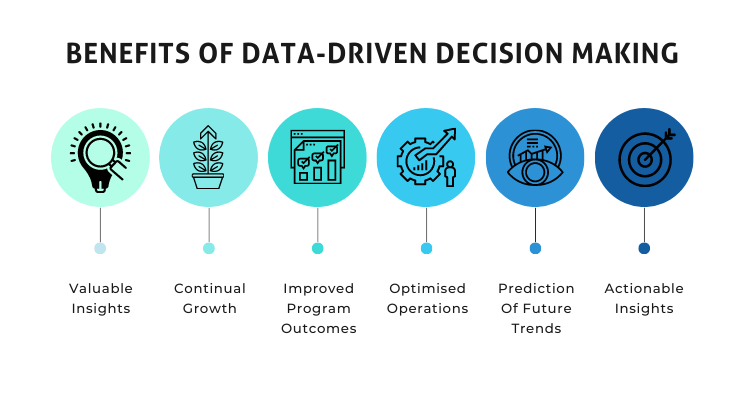 BENEFITS OF DATA-DRIVEN DECISION MAKING
Valuable
Insights
Continual
Growth
Improved
Program
Outcomes
Optimised
Operations
Prediction
Of Future
Trends
Actionable
Insights